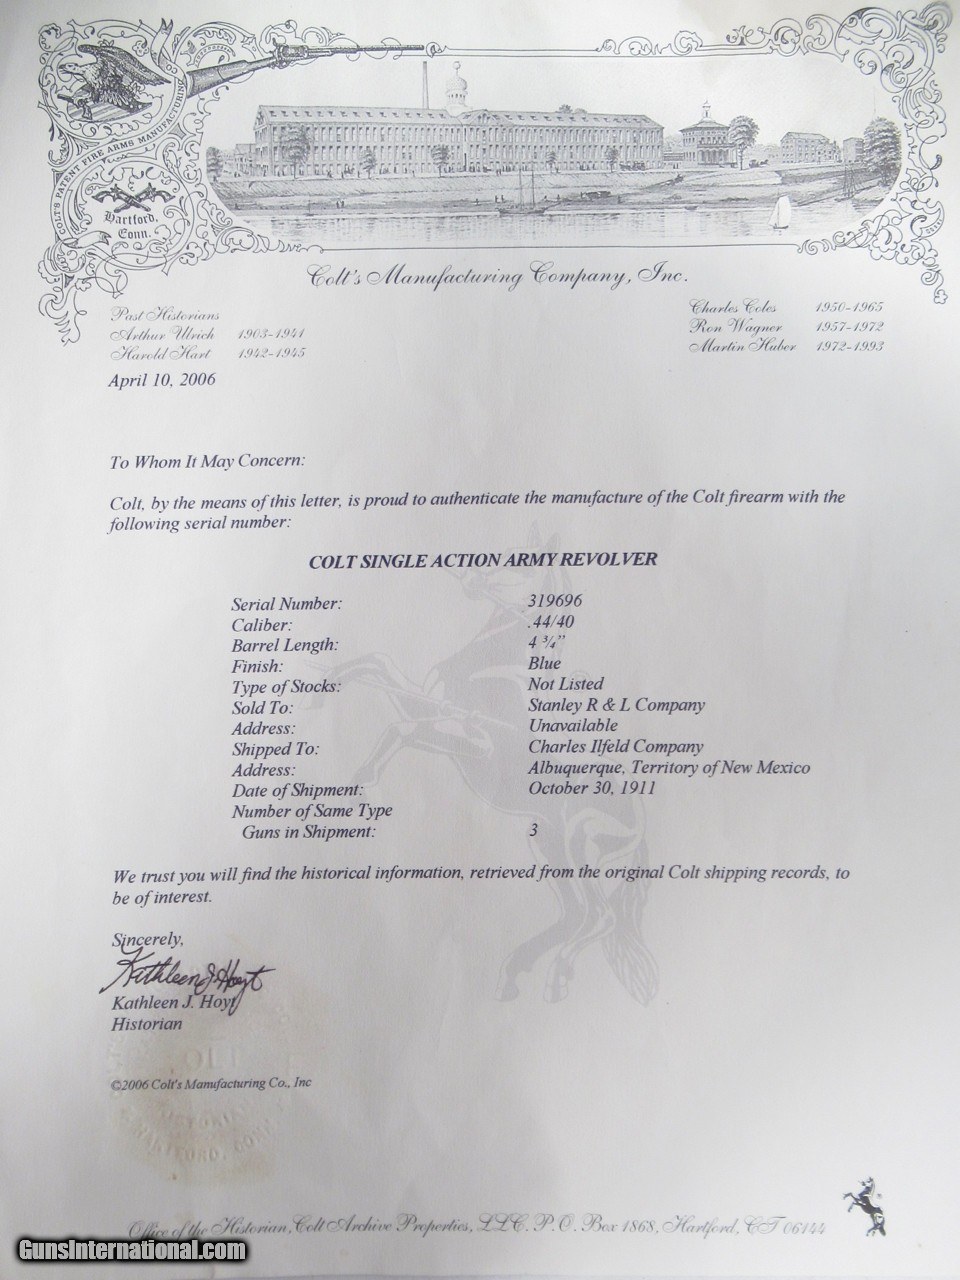 COLT'S PATENT FIRE ARMS MANUFACTURING CO
Hartford,
Conn.
Colt's Manufacturing Company, Inc.
Past Historians
Arthur Ulrich 1903-1941
Harold Hart 1942-1945
Charles Coles 1950-1965
Ron Wagner 1957-1972
Martin Huber 1972-1993
April 10, 2006
To Whom It May Concern:
Colt, by the means of this letter, is proud to authenticate the manufacture of the Colt firearm with the
following serial number:
COLT SINGLE ACTION ARMY REVOLVER
Serial Number: 319696
Caliber: .44/40
Barrel Length: 4 ¾”
Finish: Blue
Type of Stocks: Not Listed
Sold To: Stanley R & L Company
Address: Unavailable
Shipped To: Charles Ilfeld Company
Address: Albuquerque, Territory of New Mexico
Date of Shipment: October 30, 1911
Number of Same Type
Guns in Shipment: 3
We trust you will find the historical information, retrieved from the original Colt shipping records, to
be of interest.
Sincerely,
Kathleen J. Hoyt
Kathleen J. Hoyt
Historian
©2006 Colt's Manufacturing Co., Inc
Office of the Historian, Colt Archive Properties, LLC. P.O. Box 1868, Hartford, CT 06144
GunsInternational.com